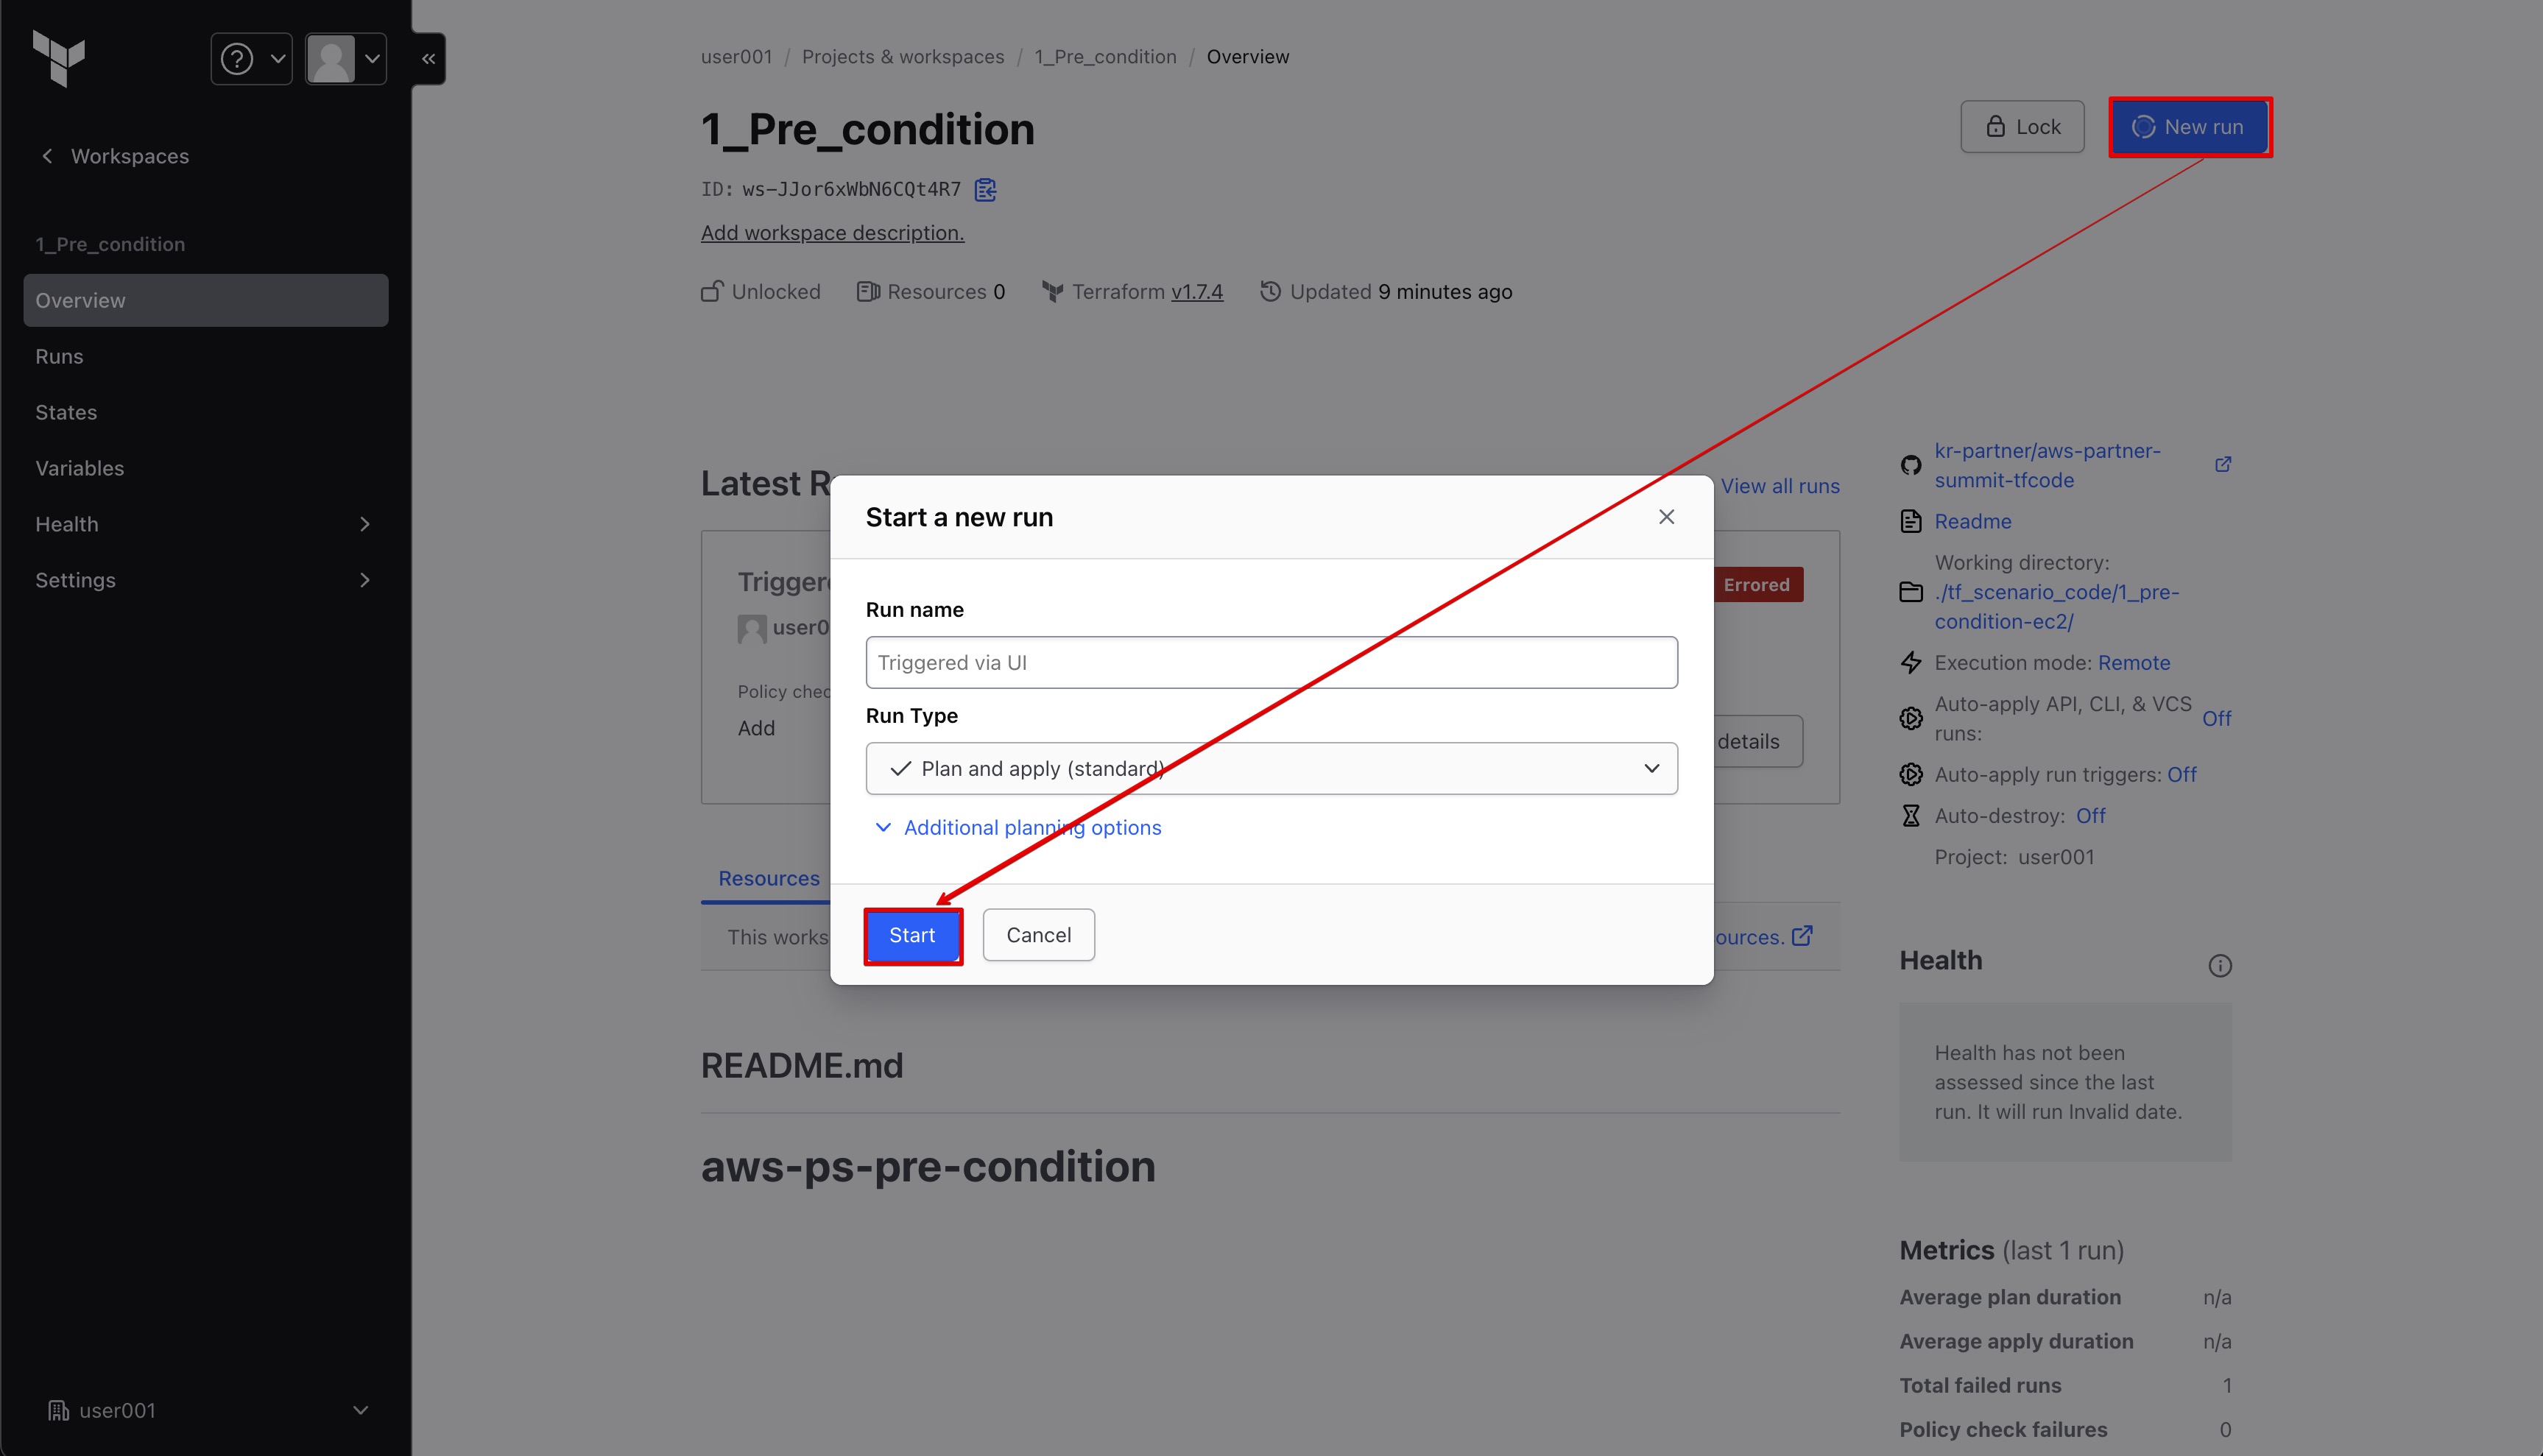 Workspaces
1_Pre_condition
Overview
Runs
States
Variables
Health
Settings
user001
user001 / Projects & workspaces / 1_Pre_condition / Overview
1_Pre_condition
Lock
New run
ID: ws-JJor6xWbN6CQt4R7
Add workspace description.
Unlocked
Resources 0
Terraform v1.7.4
Updated 9 minutes ago
Latest R
View all runs
Trigger
Errored
user0
Policy chec
Add
details
Resources
This works
ources.
Start a new run
Run name
Triggered via UI
Run Type
Plan and apply (standard)
Additional planning options
Start
Cancel
README.md
aws-ps-pre-condition
kr-partner/aws-partner-
summit-tfcode
Readme
Working directory:
./tf_scenario_code/1_pre-
condition-ec2/
Execution mode: Remote
Auto-apply API, CLI, & VCS
runs:
Off
Auto-apply run triggers: Off
Auto-destroy: Off
Project: user001
Health
Health has not been
assessed since the last
run. It will run Invalid date.
Metrics (last 1 run)
Average plan duration n/a
Average apply duration n/a
Total failed runs 1
Policy check failures 0